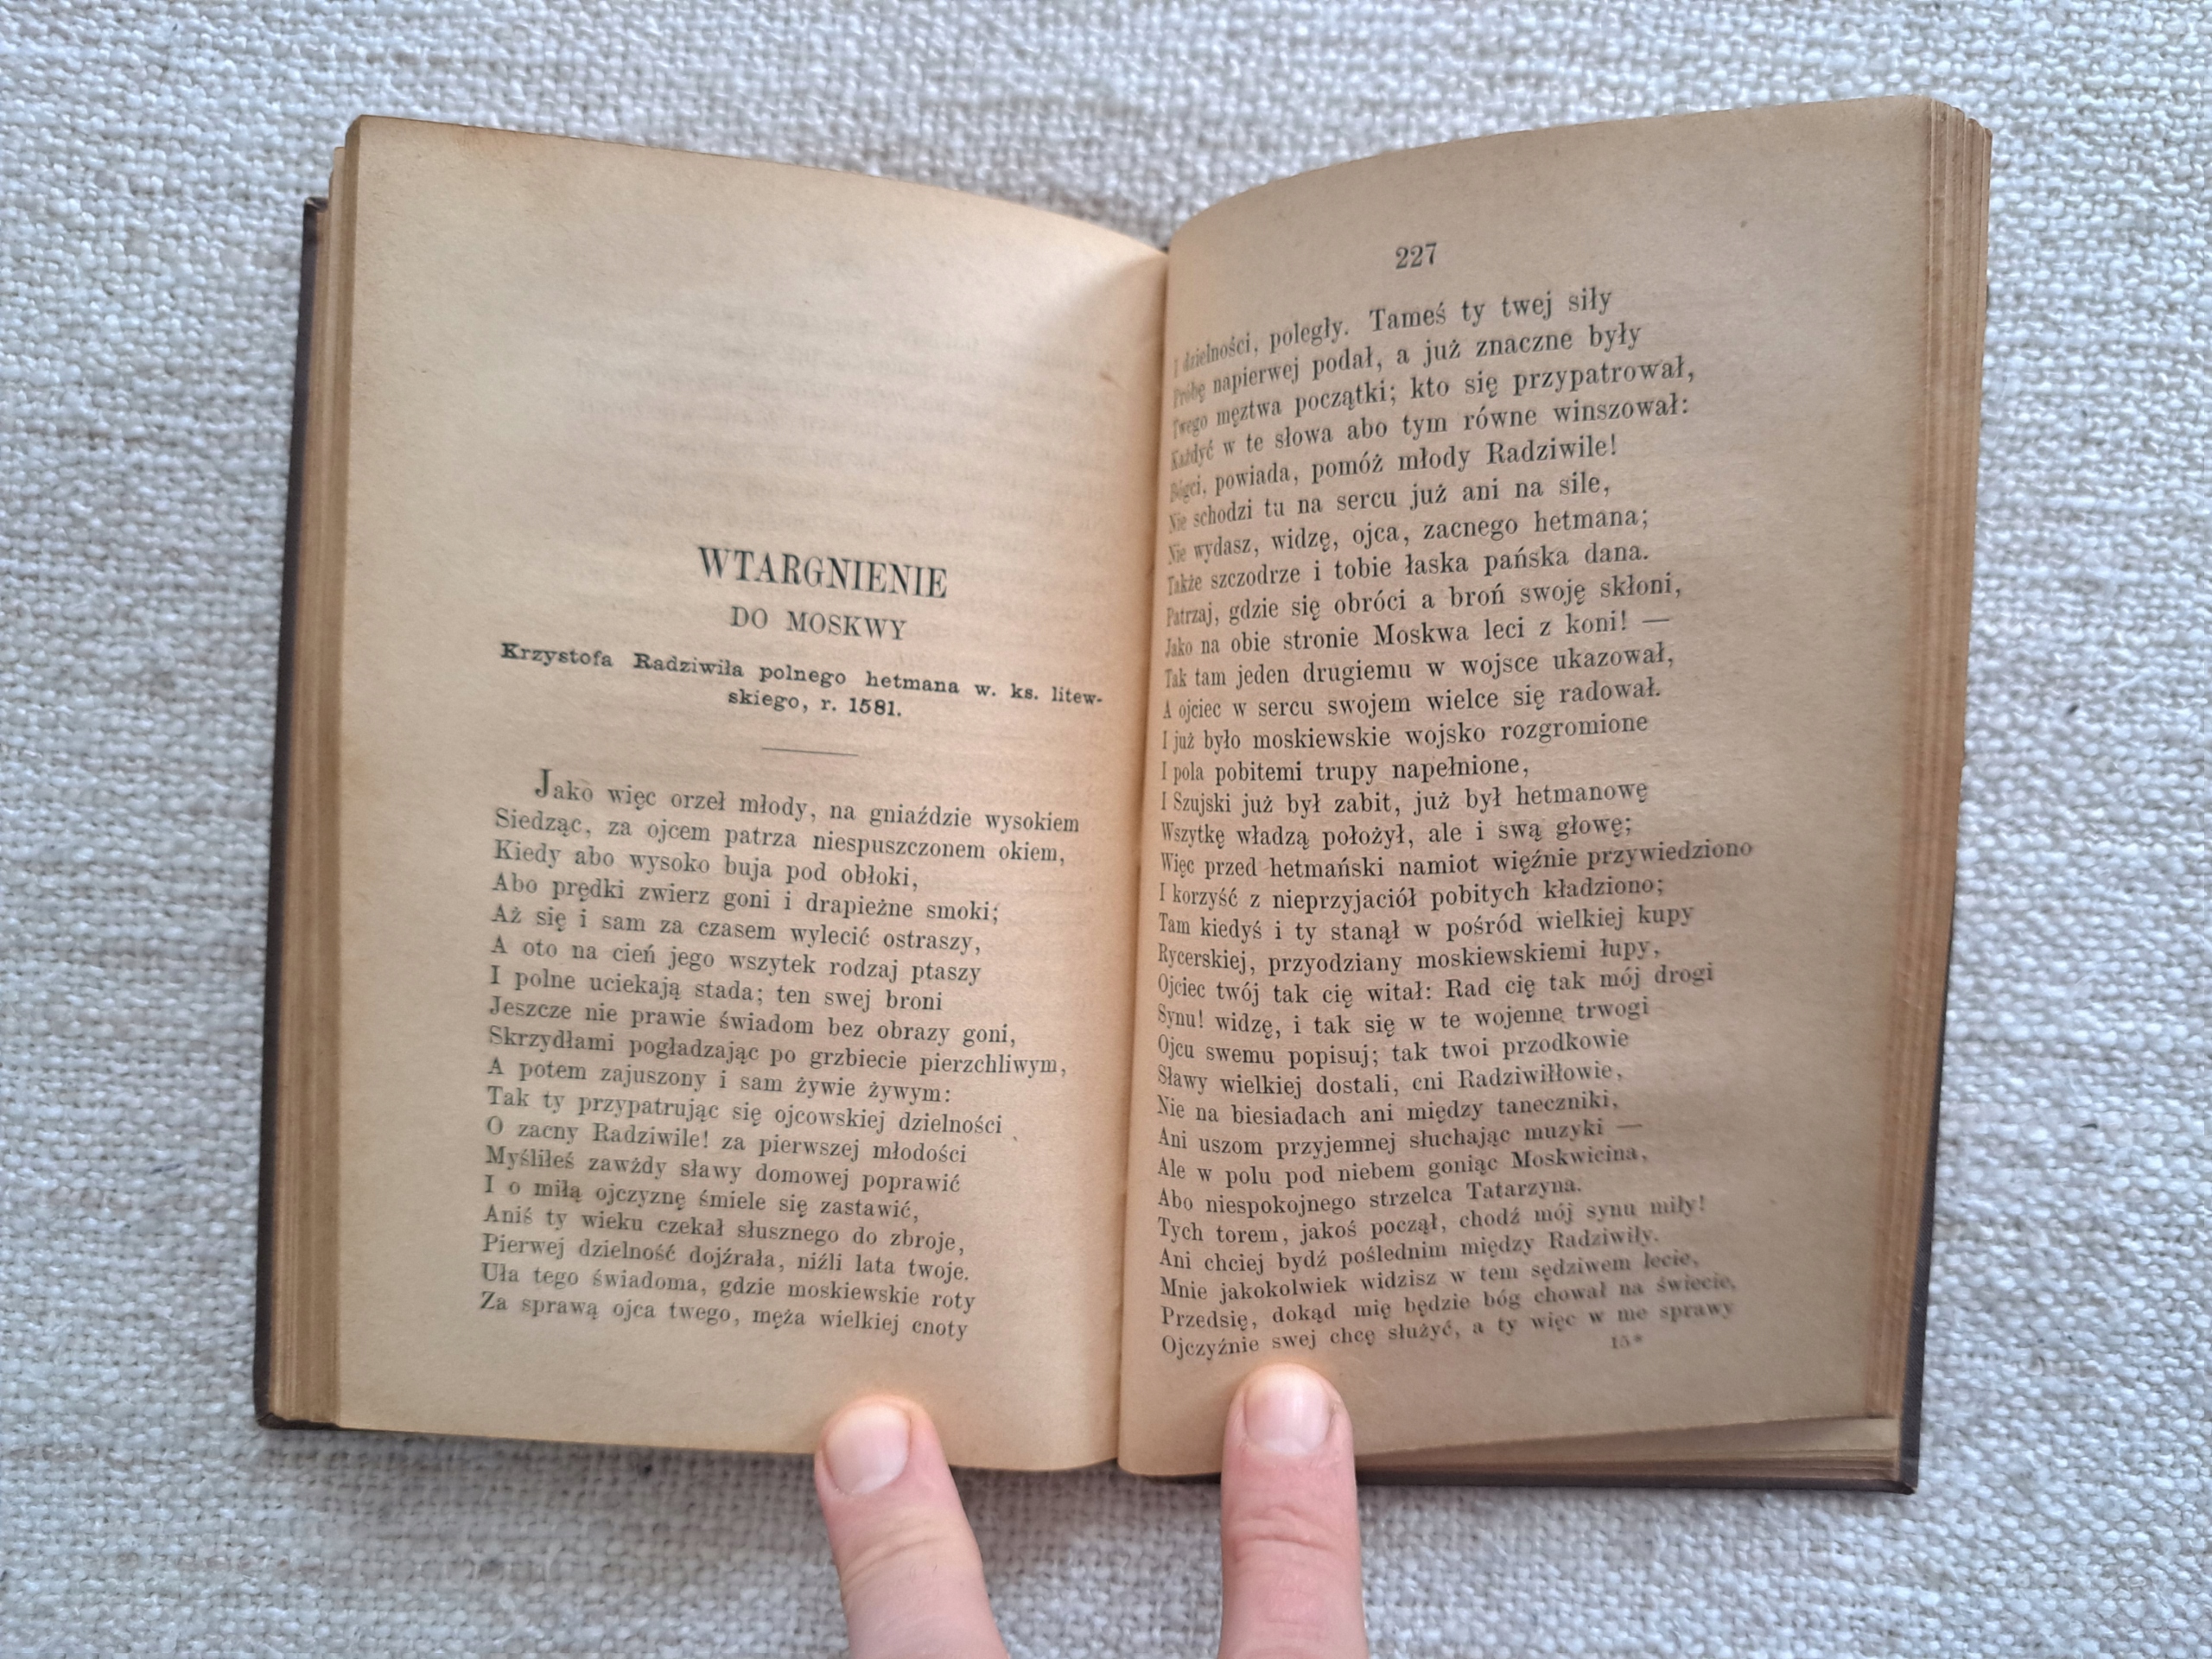 WTARGNIENIE
DO MOSKWY
Krzystofa Radziwiła polnego hetmana w. ks. litew-
skiego, r. 1581.
Jako więc orzeł młody, na gniaździe wysokiem
Siedząc, za ojcem patrza niespuszczonem okiem,
Kiedy abo wysoko buja pod obłoki,
Abo prędki zwierz goni i drapieżne smoki;
Aż się i sam za czasem wylecić ostraszy,
A oto na cień jego wszytek rodzaj ptaszy
I polne uciekają stada; ten swej broni
Jeszcze nie prawie świadom bez obrazy goni,
Skrzydłami pogładzając po grzbiecie pierzchliwym,
A potem zajuszony i sam żywie żywym:
Tak ty przypatrując się ojcowskiej dzielności
O zacny Radziwile! za pierwszej młodości
Myśliłeś zawżdy sławy domowej poprawić
I o miłą ojczyznę śmiele się zastawić,
Aniś ty wieku czekał słusznego do zbroje,
Pierwej dzielność dojźrała, niźli lata twoje.
Uła tego świadoma, gdzie moskiewskie roty
Za sprawą ojca twego, męża wielkiej cnoty
227
I dzielności, poległy. Tameś ty twej siły
Próbę napierwej podał, a już znaczne były
Twego męztwa początki; kto się przypatrował,
Każdyć w te słowa abo tym równe winszował:
Bógci, powiada, pomóż młody Radziwile!
Nie schodzi tu na sercu już ani na sile,
Nie wydasz, widzę, ojca, zacnego hetmana;
Także szczodrze i tobie łaska pańska dana.
Patrzaj, gdzie się obróci a broń swoję skłoni,
Jako na obie stronie Moskwa leci z koni! —
Tak tam jeden drugiemu w wojsce ukazował,
A ojciec w sercu swojem wielce się radował.
I już było moskiewskie wojsko rozgromione
I pola pobitemi trupy napełnione,
I Szujski już był zabit, już był hetmanowę
Wszytkę władzą położył, ale i swą głowę;
Więc przed hetmański namiot więźnie przywiedziono
I korzyść z nieprzyjaciół pobitych kładziono;
Tam kiedyś i ty stanął w pośród wielkiej kupy
Rycerskiej, przyodziany moskiewskiemi łupy,
Ojciec twój tak cię witał: Rad cię tak mój drogi
Synu! widzę, i tak się w te wojenne trwogi
Ojcu swemu popisuj; tak twoi przodkowie
Sławy wielkiej dostali, cni Radziwiłłowie,
Nie na biesiadach ani między taneczniki,
Ani uszom przyjemnej słuchając muzyki —
Ale w polu pod niebem goniąc Moskwicina,
Abo niespokojnego strzelca Tatarzyna.
Tych torem, jakoś począł, chodź mój synu miły!
Ani chciej bydź poślednim między Radziwiły.
Mnie jakokolwiek widzisz w tem sędziwem lecie,
Przedsię, dokąd mię będzie bóg chował na świecie,
Ojczyźnie swej chcę służyć, a ty więc w me sprawy
15*